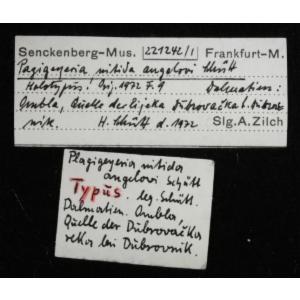 Senckenberg-Mus. 221242/1 Frankfurt-M.
Pagigeyeria nitida angelovi Schütt
Holotypus! Orig. 1972 F. 9 Dalmatien:
Ombla, Quelle der Rijeka Dubrovačka b. Dubrov-
nik. H. Schütt d. 1972 Slg. A. Zilch
Plagigeyeria nitida
angelovi Schütt
Typus. leg. Schütt.
Dalmatien. Ombla,
Quelle der Dubrovačka
reka bei Dubrovnik.